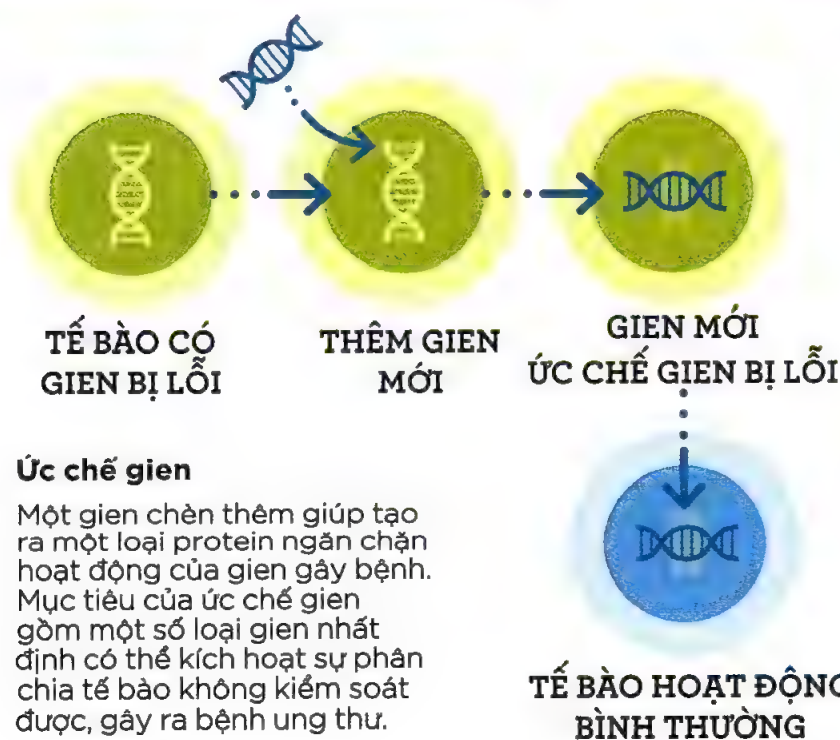 TẾ BÀO CÓ
GIEN BỊ LỖI
THÊM GIEN
MỚI
GIEN MỚI
ỨC CHẾ GIEN BỊ LỖI
Ức chế gien
Một gien chèn thêm giúp tạo
ra một loại protein ngăn chặn
hoạt động của gien gây bệnh.
Mục tiêu của ức chế gien
gồm một số loại gien nhất
định có thể kích hoạt sự phân
chia tế bào không kiểm soát
được, gây ra bệnh ung thư.
TẾ BÀO HOẠT ĐỘNG
BÌNH THƯỜNG